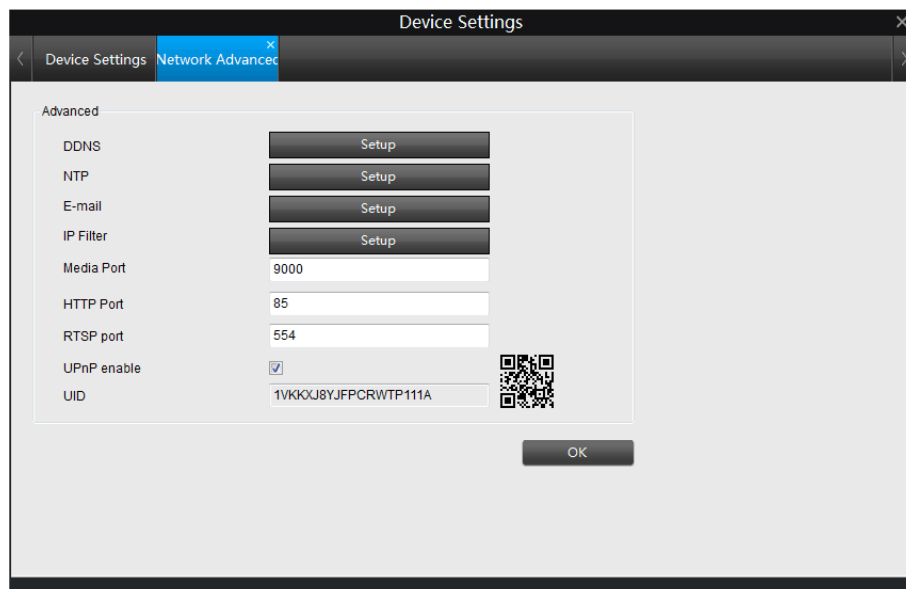 Device Settings
Device Settings Network Advanced
Advanced
DDNS Setup
NTP Setup
E-mail Setup
IP Filter Setup
Media Port 9000
HTTP Port 85
RTSP port 554
UPnP enable
UID 1VKKXJ8YJFPCRWTP111A
OK